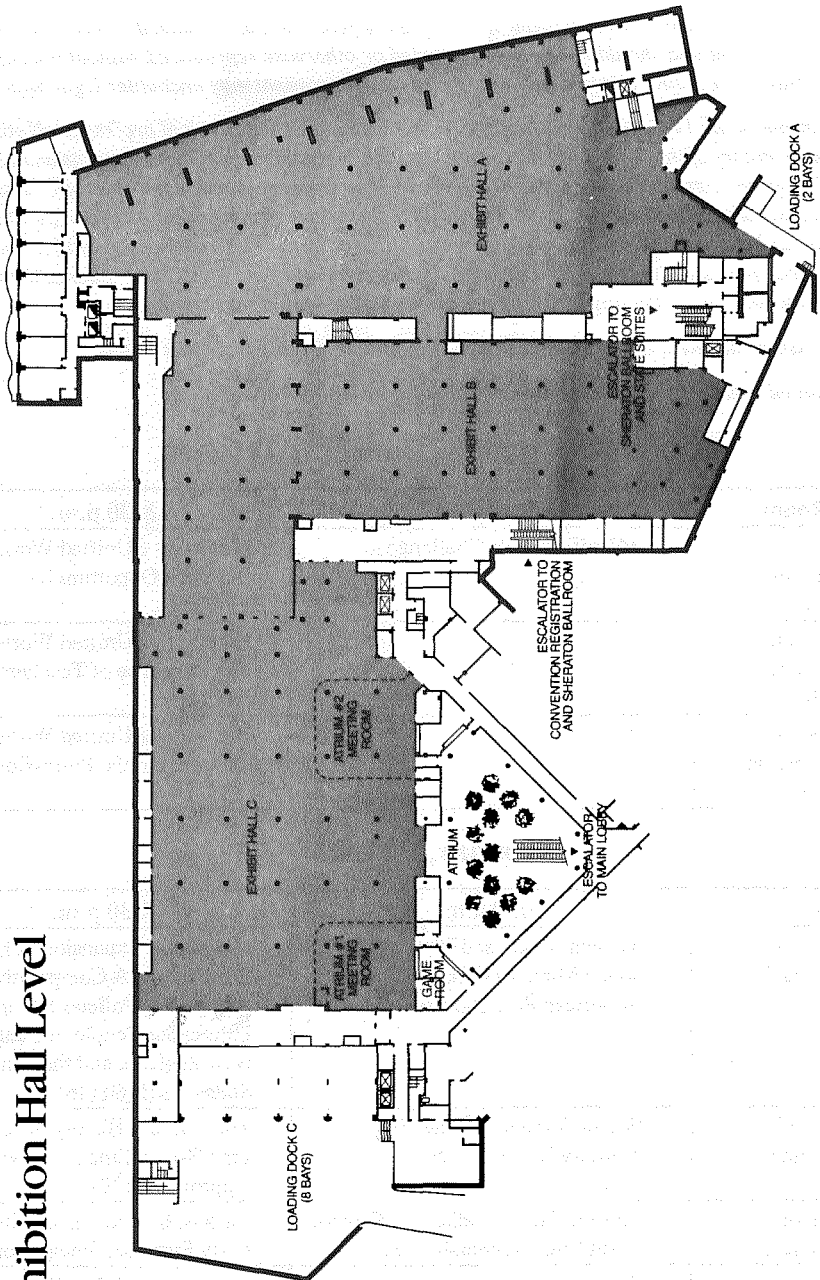 hibition Hall Level
LOADING DOCK C
(8 BAYS)
EXHIBIT HALL C
ATRIUM #1
MEETING
ROOM
GAME
ROOM
ATRIUM
ATRIUM #2
MEETING
ROOM
ESCALATOR
TO MAIN LOBBY
ESCALATOR TO
CONVENTION REGISTRATION
AND SHERATON BALLROOM
EXHIBIT HALL B
ESCALATOR TO
SHERATON BALLROOM
AND STATE SUITES
EXHIBIT HALL A
LOADING DOCK A
(2 BAYS)